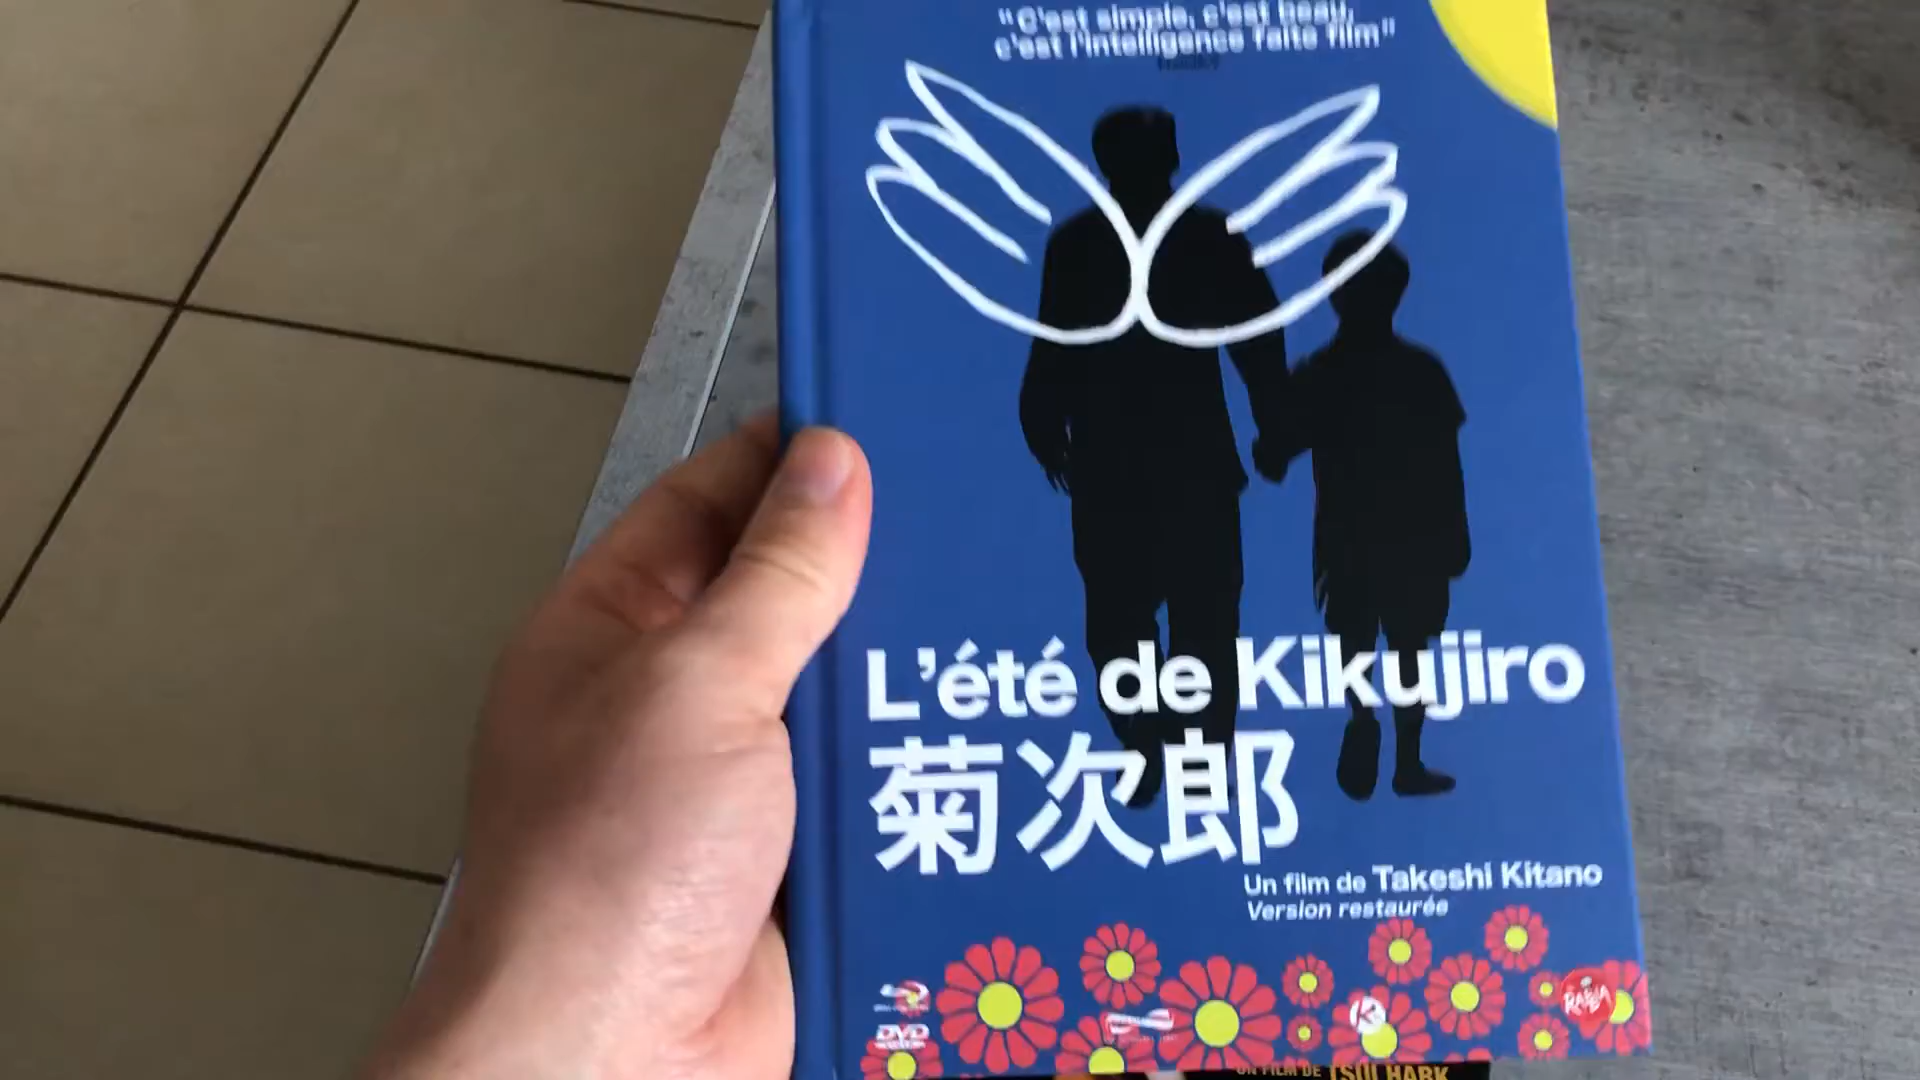 "C'est simple, c'est beau,
c'est l'intelligence faite film"
L'été de Kikujiro
菊次郎
Un film de Takeshi Kitano
Version restaurée
DVD
K
UN FILM DE TSUI HARK